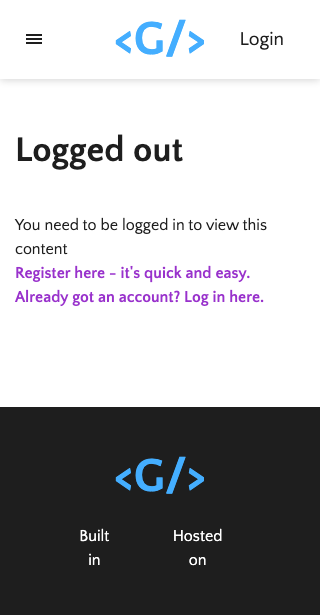 <G/>
Login
Logged out
You need to be logged in to view this
content
Register here - it's quick and easy.
Already got an account? Log in here.
<G/>
Built
in
Hosted
on